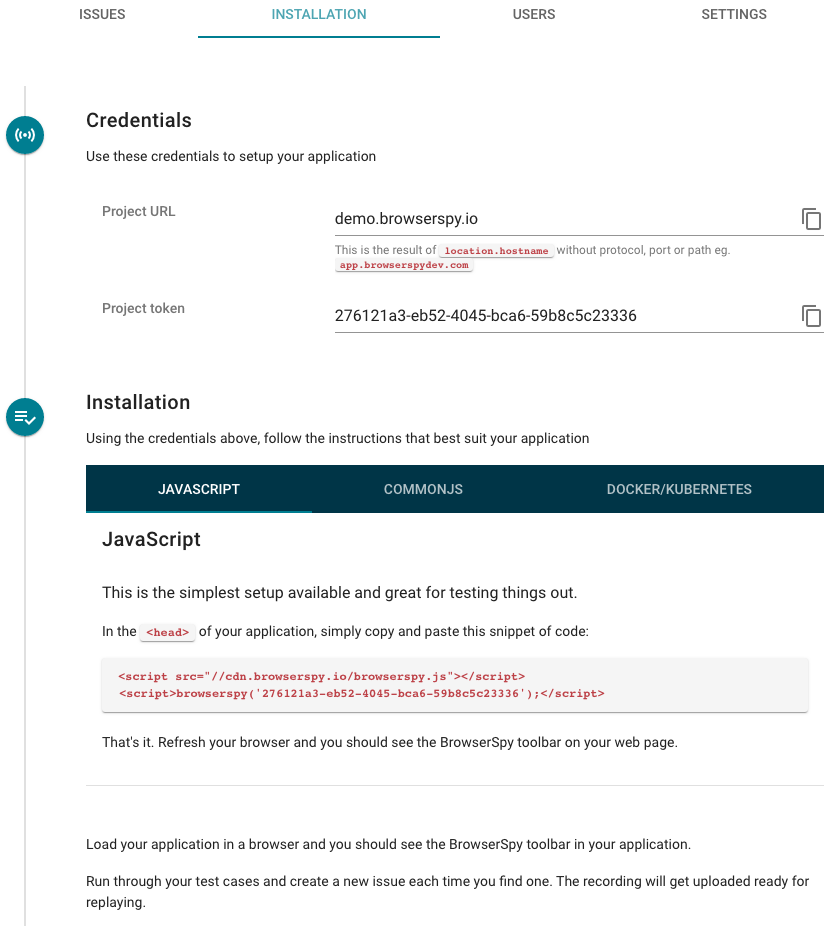 ISSUES INSTALLATION USERS SETTINGS
Credentials
Use these credentials to setup your application
Project URL
demo.browserspy.io
This is the result of location.hostname without protocol, port or path eg.
app.browserspydev.com
Project token
276121a3-eb52-4045-bca6-59b8c5c23336
Installation
Using the credentials above, follow the instructions that best suit your application
JAVASCRIPT COMMONJS DOCKER/KUBERNETES
JavaScript
This is the simplest setup available and great for testing things out.
In the <head> of your application, simply copy and paste this snippet of code:
<script src="//cdn.browserspy.io/browserspy.js"></script>
<script>browserspy('276121a3-eb52-4045-bca6-59b8c5c23336');</script>
That's it. Refresh your browser and you should see the BrowserSpy toolbar on your web page.
Load your application in a browser and you should see the BrowserSpy toolbar in your application.
Run through your test cases and create a new issue each time you find one. The recording will get uploaded ready for
replaying.